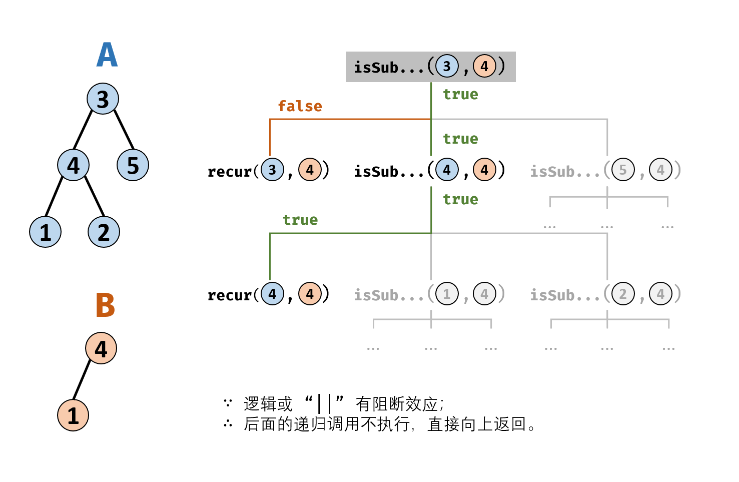 A
3
4
5
1
2
B
4
1
isSub...(3,4)
true
false
true
recur(3,4)
isSub...(4,4)
isSub...(5,4)
true
... ... ...
true
recur(4,4)
isSub...(1,4)
isSub...(2,4)
... ... ... ... ... ...
∵ 逻辑或“||”有阻断效应;
∴ 后面的递归调用不执行, 直接向上返回。